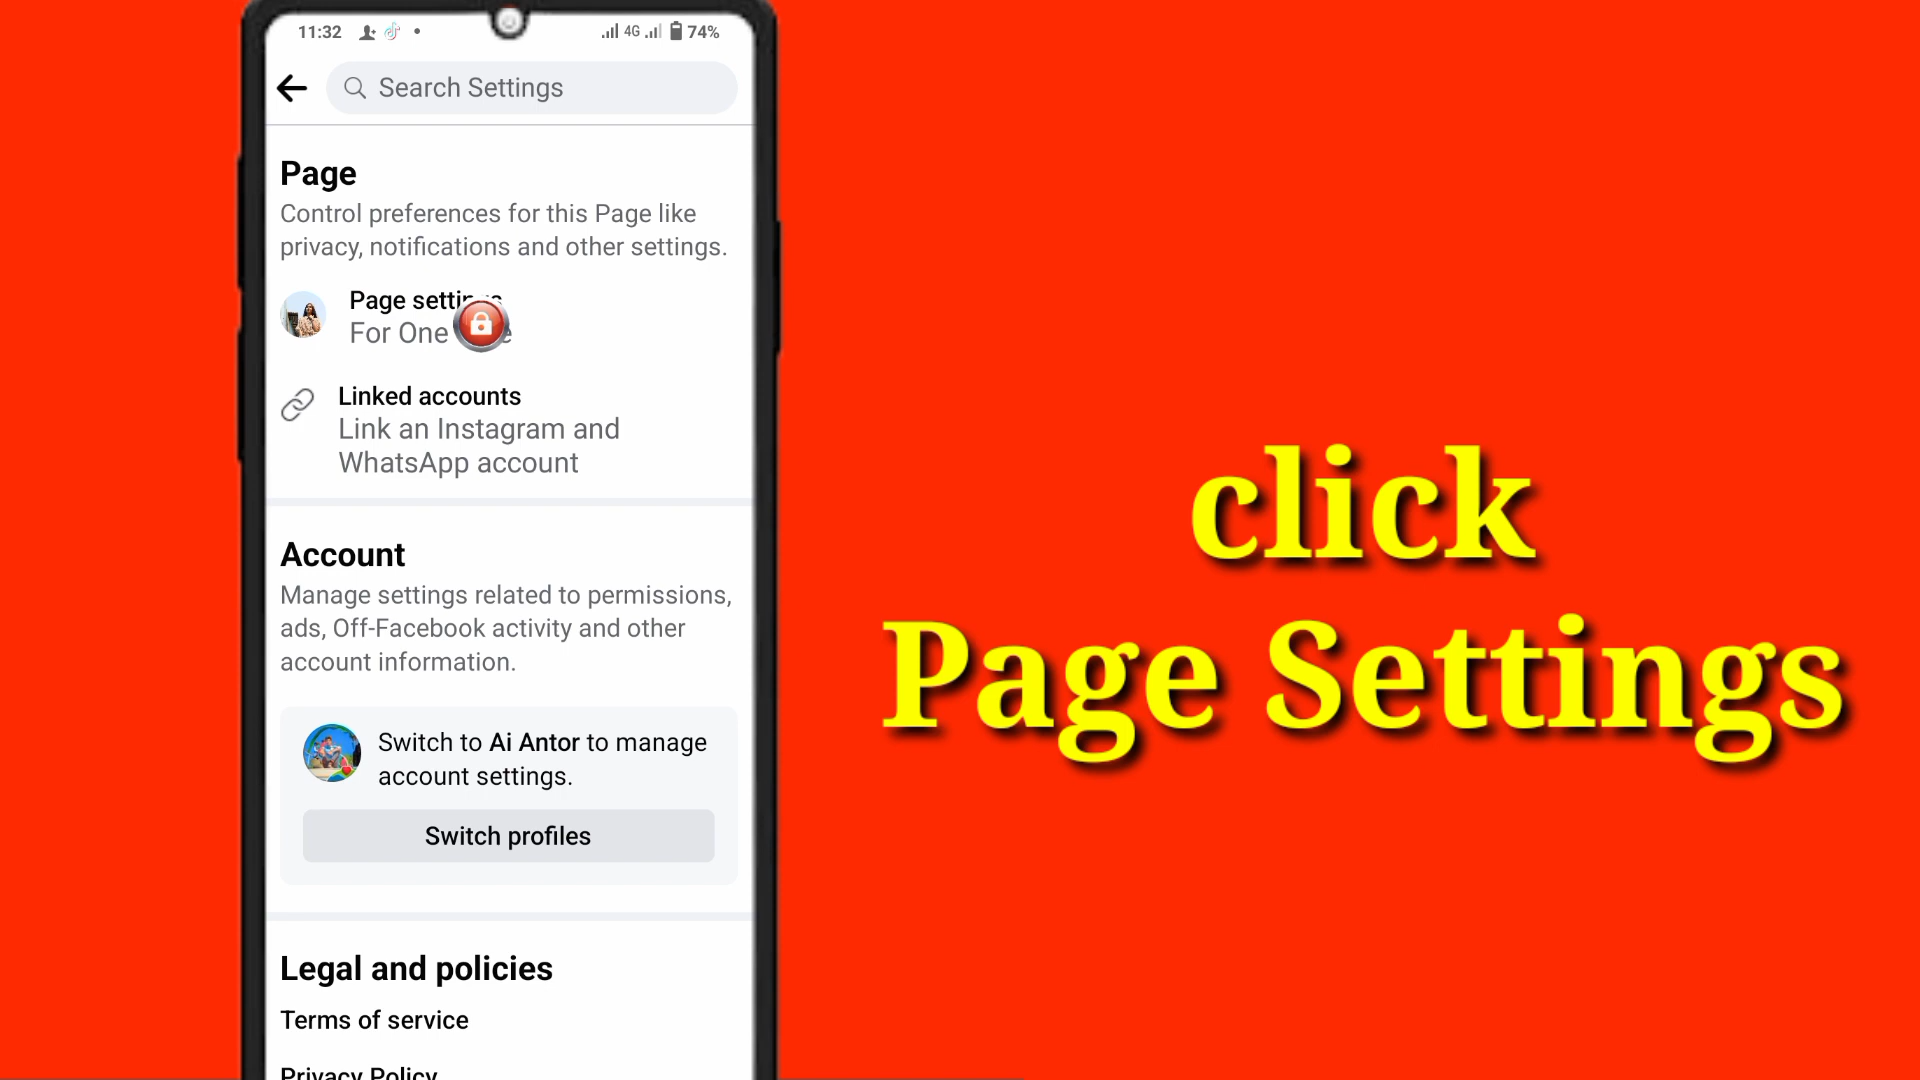 11:32
4G
74%
Search Settings
Page
Control preferences for this Page like
privacy, notifications and other settings.
Page settings
For One
Linked accounts
Link an Instagram and
WhatsApp account
Account
Manage settings related to permissions,
ads, Off-Facebook activity and other
account information.
Switch to Ai Antor to manage
account settings.
Switch profiles
Legal and policies
Terms of service
Privacy Policy
click
Page Settings